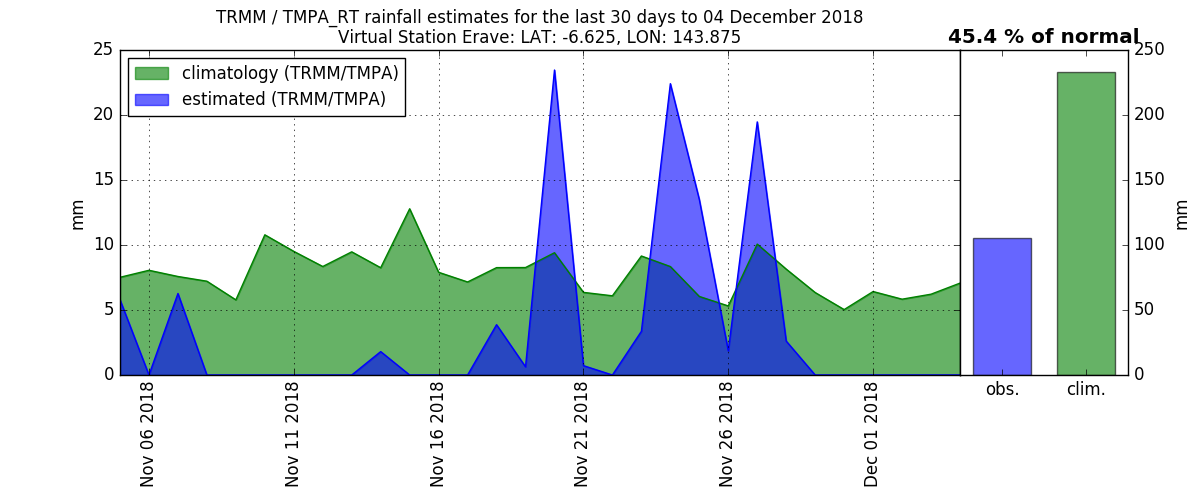 TRMM / TMPA_RT rainfall estimates for the last 30 days to 04 December 2018
Virtual Station Erave: LAT: -6.625, LON: 143.875
45.4 % of normal
climatology (TRMM/TMPA)
estimated (TRMM/TMPA)
25
20
15
10
5
0
mm
Nov 06 2018
Nov 11 2018
Nov 16 2018
Nov 21 2018
Nov 26 2018
Dec 01 2018
obs.
clim.
250
200
150
100
50
0
mm